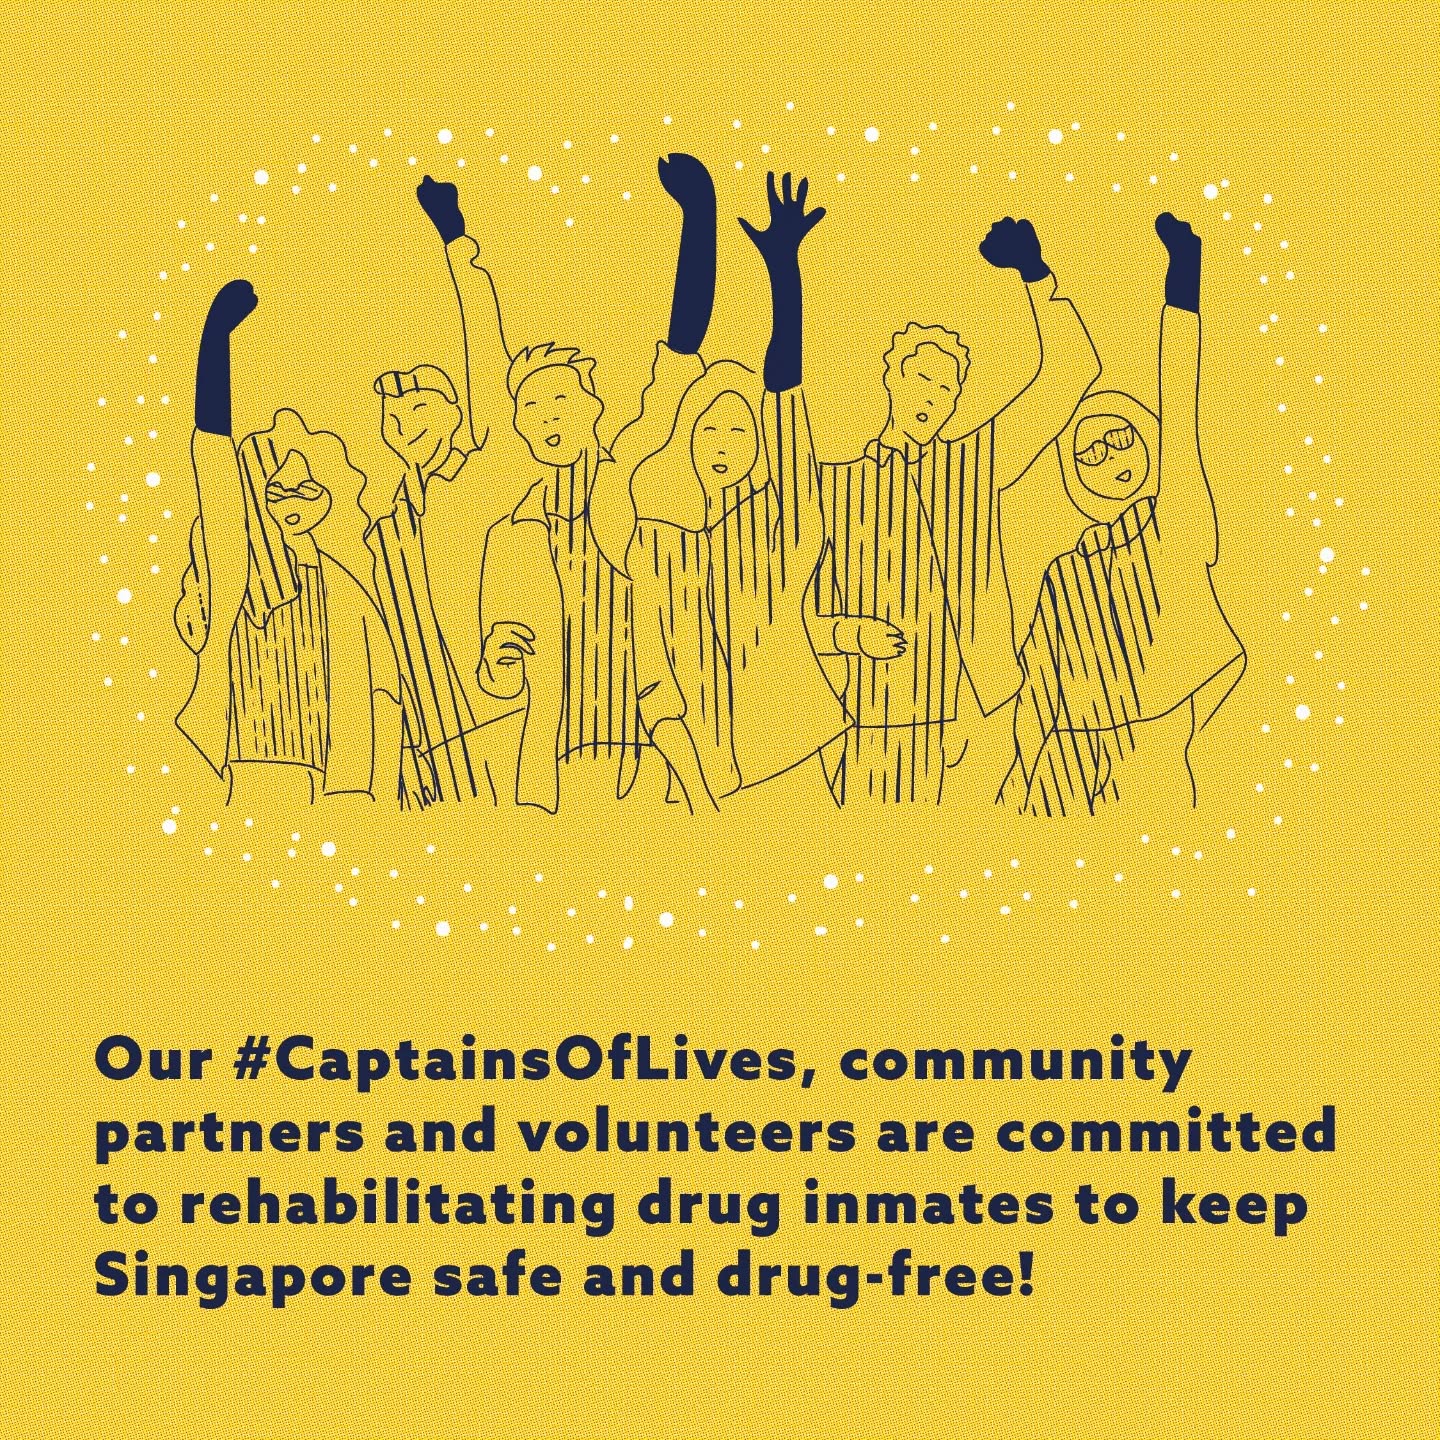 Our #CaptainsOfLives, community
partners and volunteers are committed
to rehabilitating drug inmates to keep
Singapore safe and drug-free!